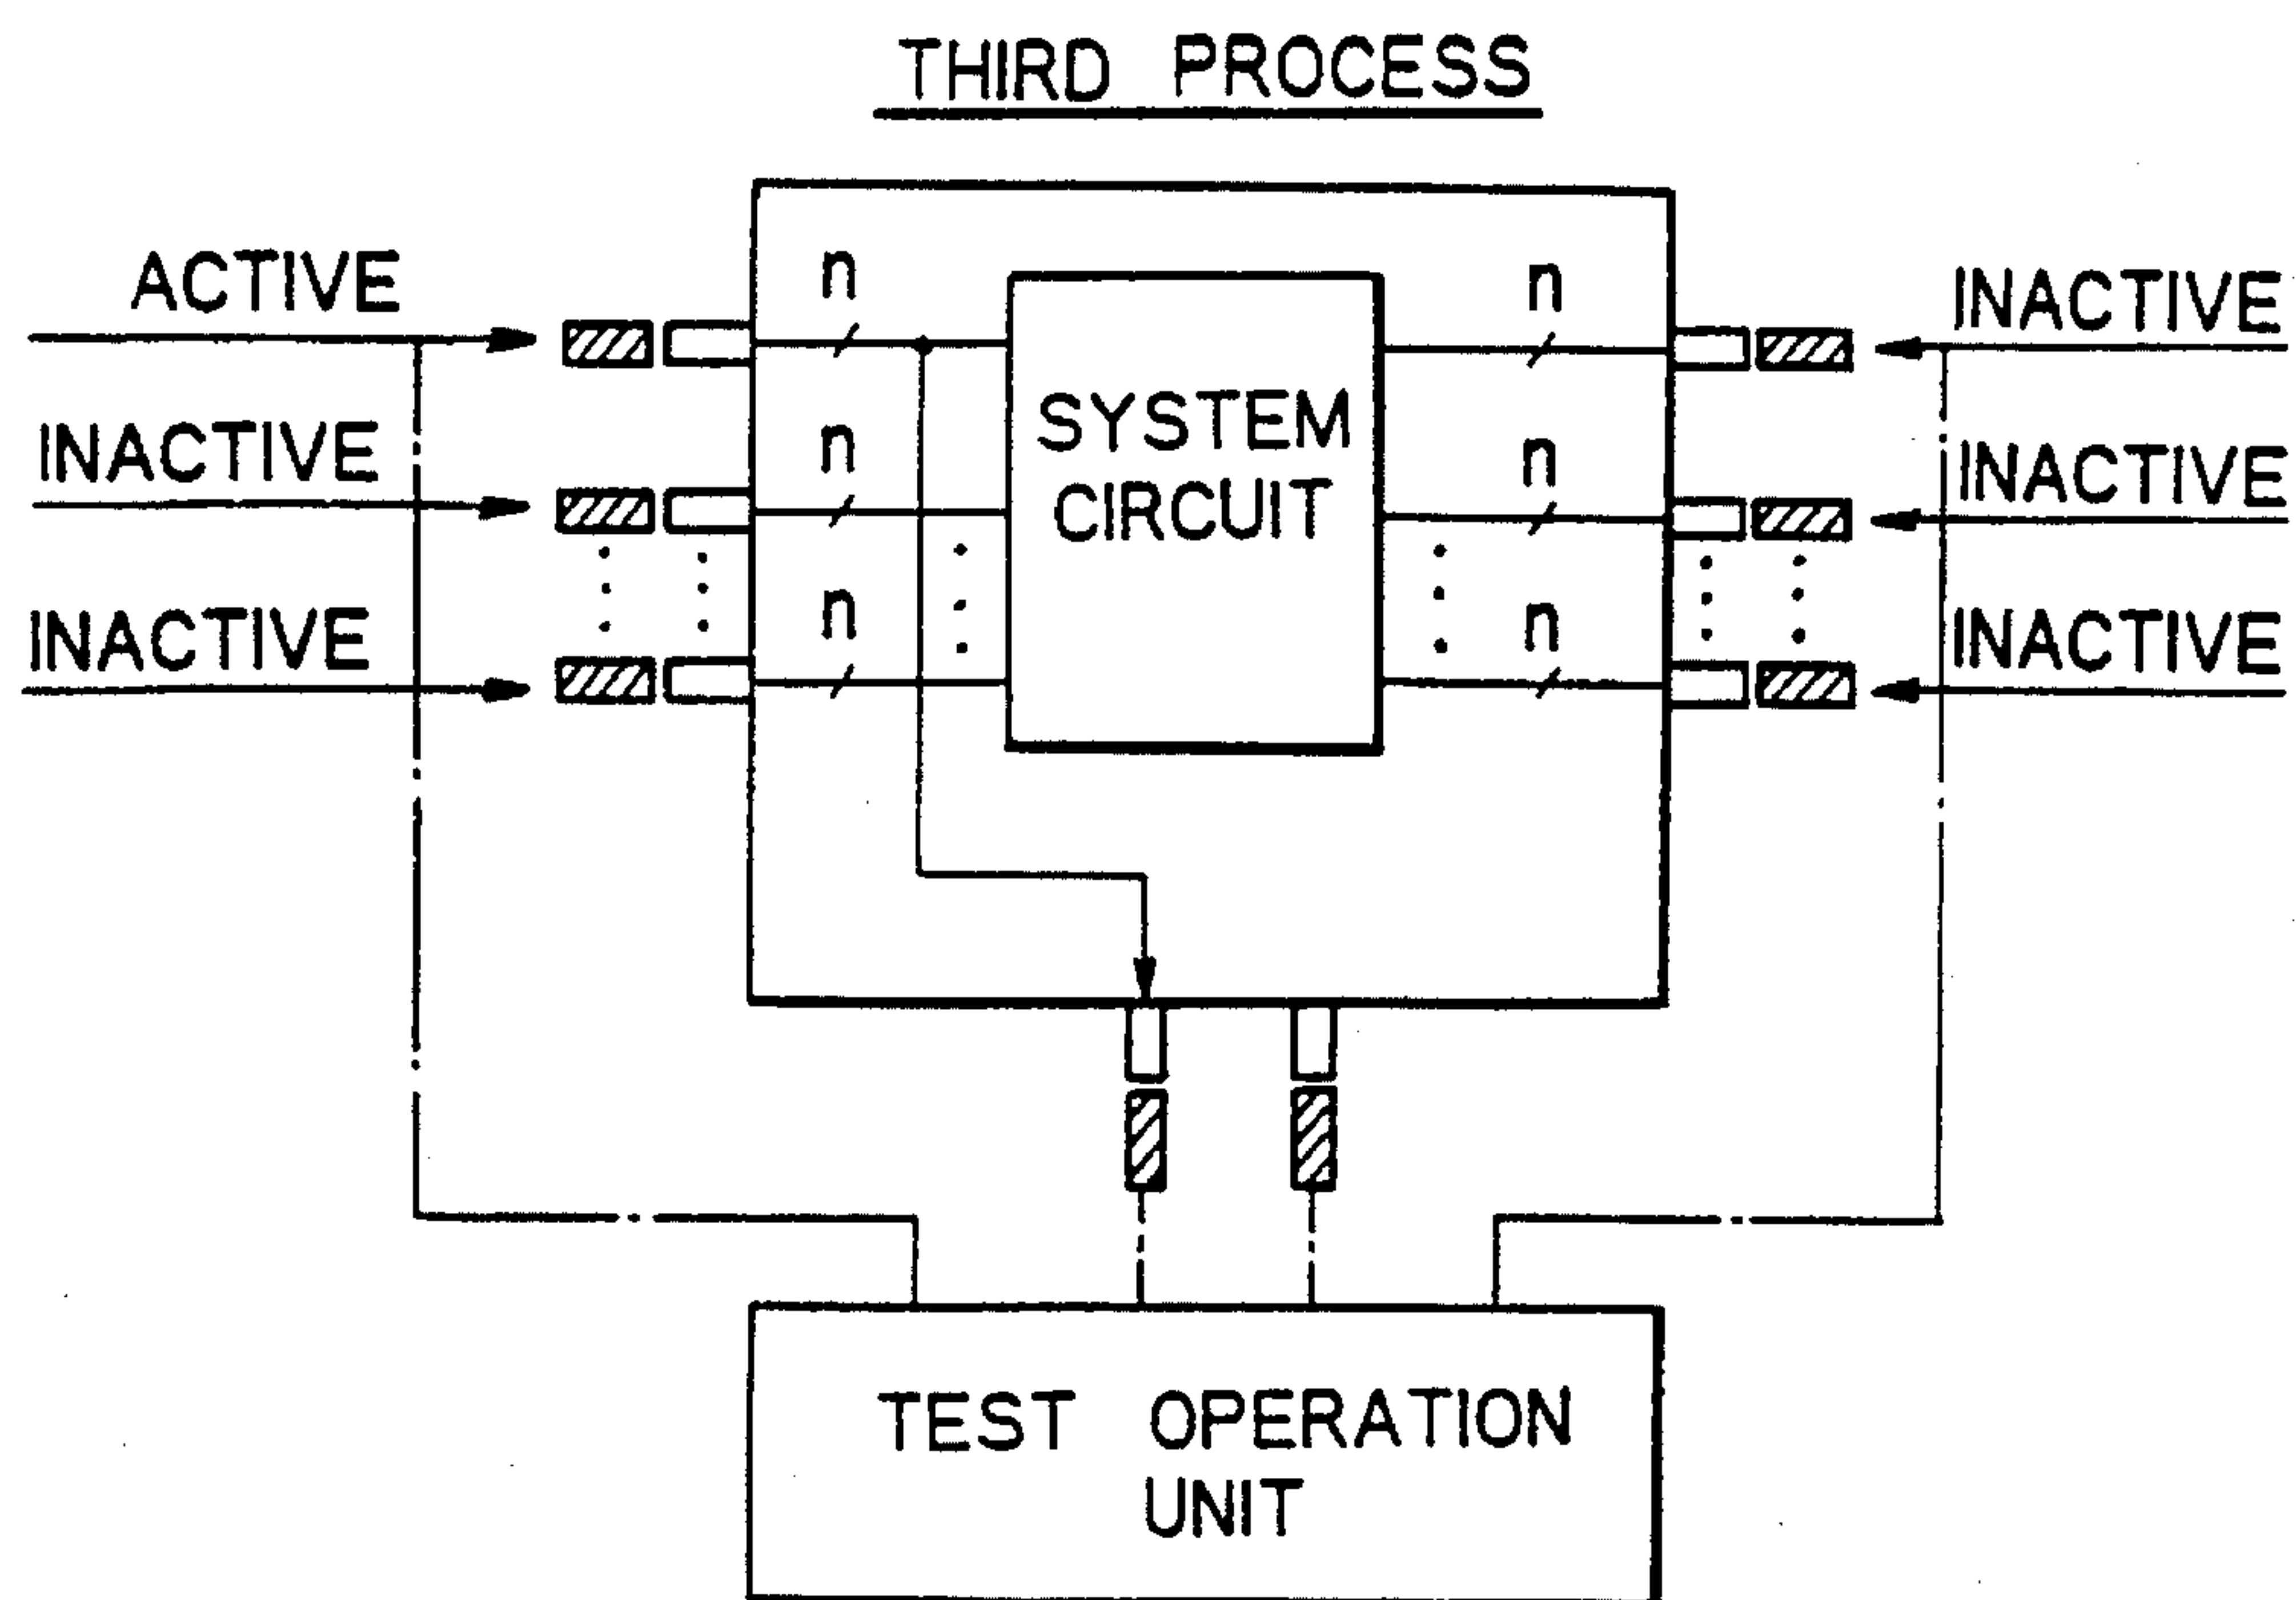 THIRD PROCESS
ACTIVE
n
n
INACTIVE
INACTIVE
n
SYSTEM
CIRCUIT
n
INACTIVE
INACTIVE
n
n
INACTIVE
TEST OPERATION
UNIT